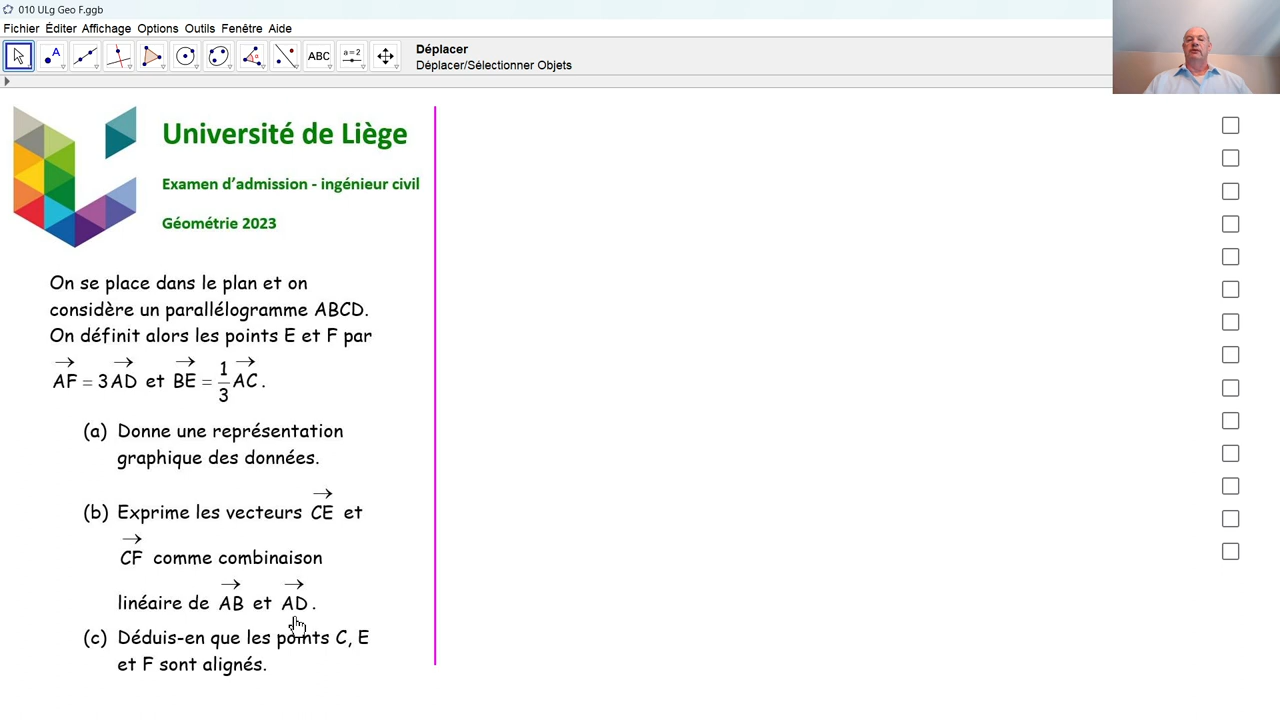 010 ULg Geo F.ggb
Fichier Éditer Affichage Options Outils Fenêtre Aide
A ABC a=2 Déplacer
Déplacer/Sélectionner Objets
Université de Liège
Examen d'admission - ingénieur civil
Géométrie 2023
On se place dans le plan et on
considère un parallélogramme ABCD.
On définit alors les points E et F par
AF = 3AD et BE = 1/3 AC.
(a) Donne une représentation
graphique des données.
(b) Exprime les vecteurs CE et
CF comme combinaison
linéaire de AB et AD.
(c) Déduis-en que les points C, E
et F sont alignés.